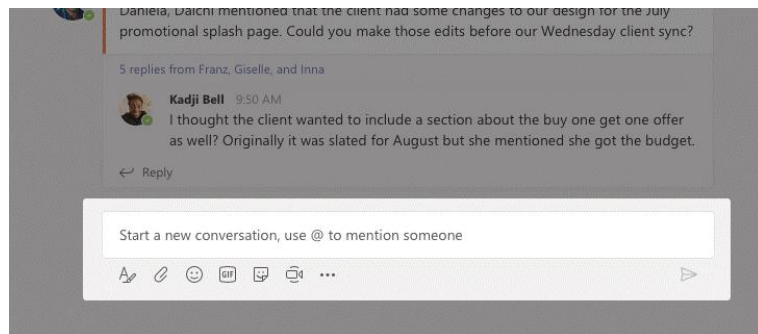 Daniela, Daichi mentioned that the client had some changes to our design for the July
promotional splash page. Could you make those edits before our Wednesday client sync?
5 replies from Franz, Giselle, and Inna
Kadji Bell 9:50 AM
I thought the client wanted to include a section about the buy one get one offer
as well? Originally it was slated for August but she mentioned she got the budget.
Reply
Start a new conversation, use @ to mention someone
GIF